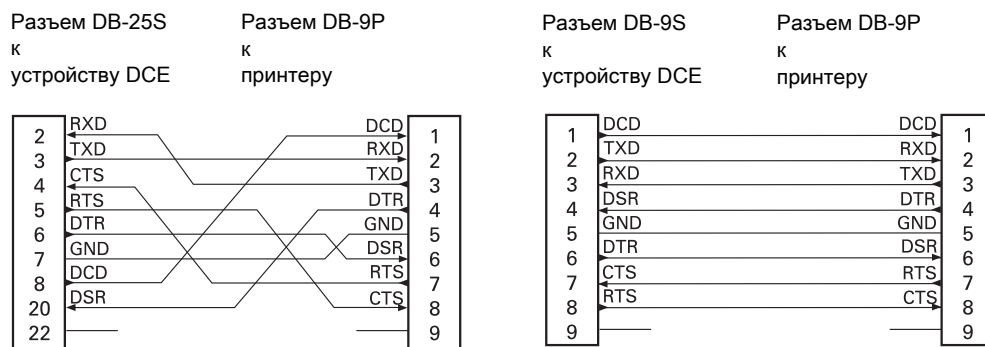 Разъем DB-25S
к
устройству DCE
Разъем DB-9P
к
принтеру
2 RXD DCD 1
3 TXD RXD 2
4 CTS TXD 3
5 RTS DTR 4
6 DTR GND 5
7 GND DSR 6
8 DCD RTS 7
20 DSR CTS 8
22 9
Разъем DB-9S
к
устройству DCE
Разъем DB-9P
к
принтеру
1 DCD DCD 1
2 TXD RXD 2
3 RXD TXD 3
4 DSR DTR 4
5 GND GND 5
6 DTR DSR 6
7 CTS RTS 7
8 RTS CTS 8
9 9